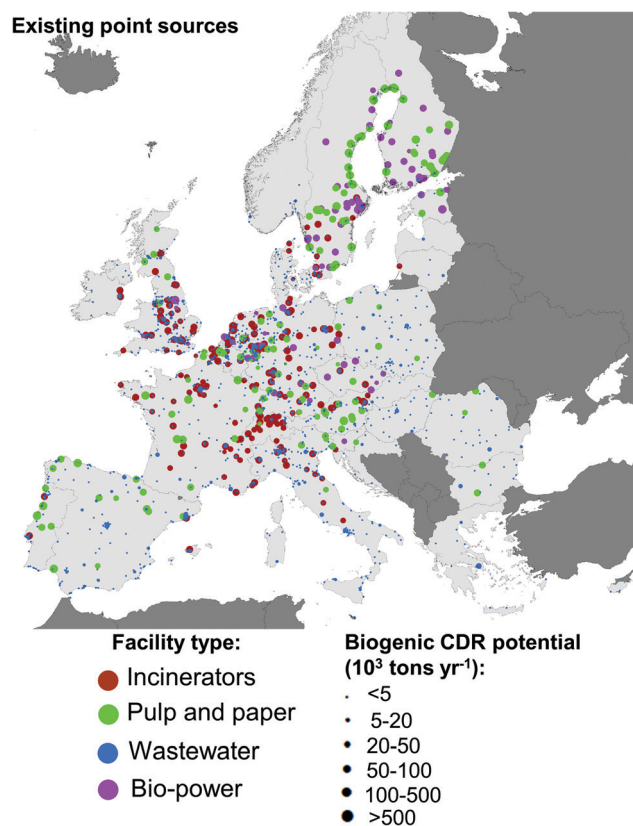 Existing point sources
Facility type:
Incinerators
Pulp and paper
Wastewater
Bio-power
Biogenic CDR potential
(10³ tons yr⁻¹):
<5
5-20
20-50
50-100
100-500
>500